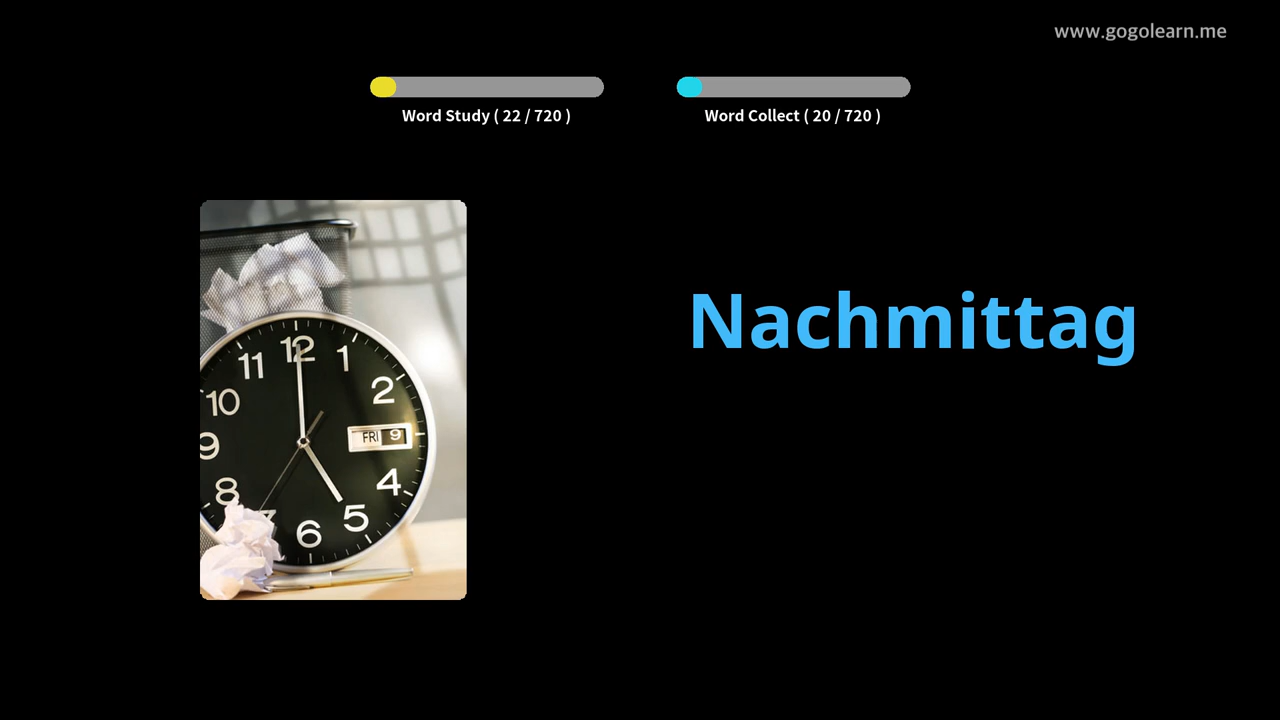 www.gogolearn.me
Word Study ( 22 / 720 )
Word Collect ( 20 / 720 )
Nachmittag
12
11
1
10
2
FRI 9
9
8
4
7
5
6